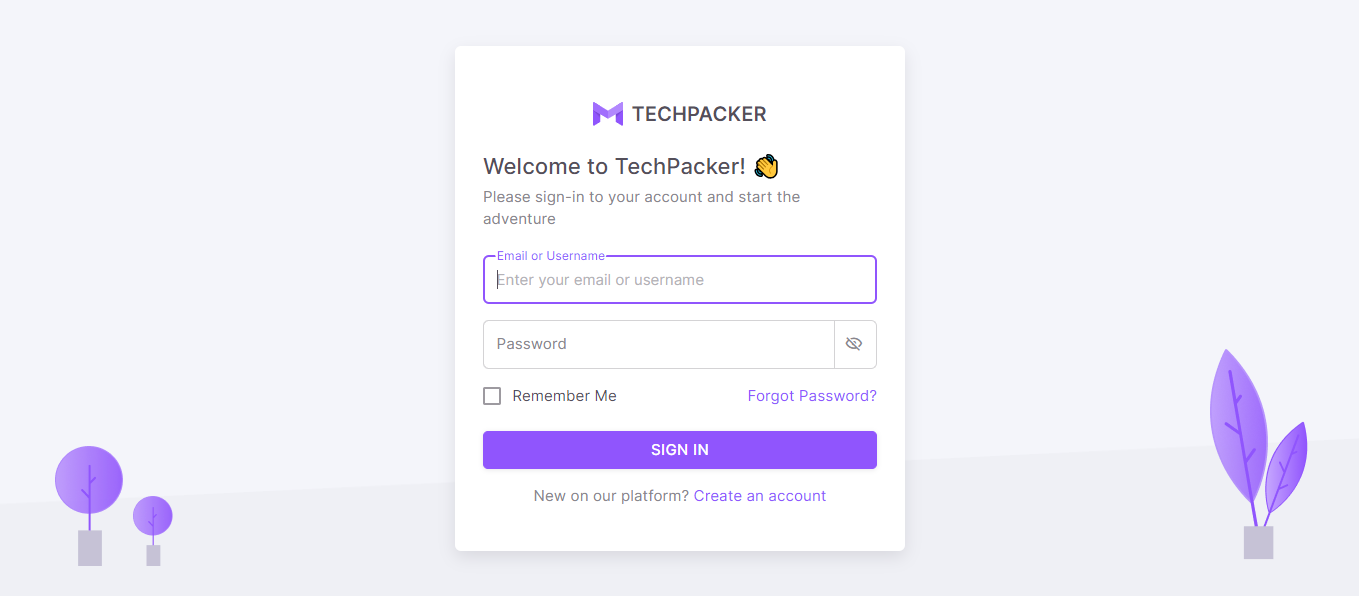 TECHPACKER
Welcome to TechPacker! 👋
Please sign-in to your account and start the
adventure
Email or Username
Enter your email or username
Password
Remember Me
Forgot Password?
SIGN IN
New on our platform? Create an account